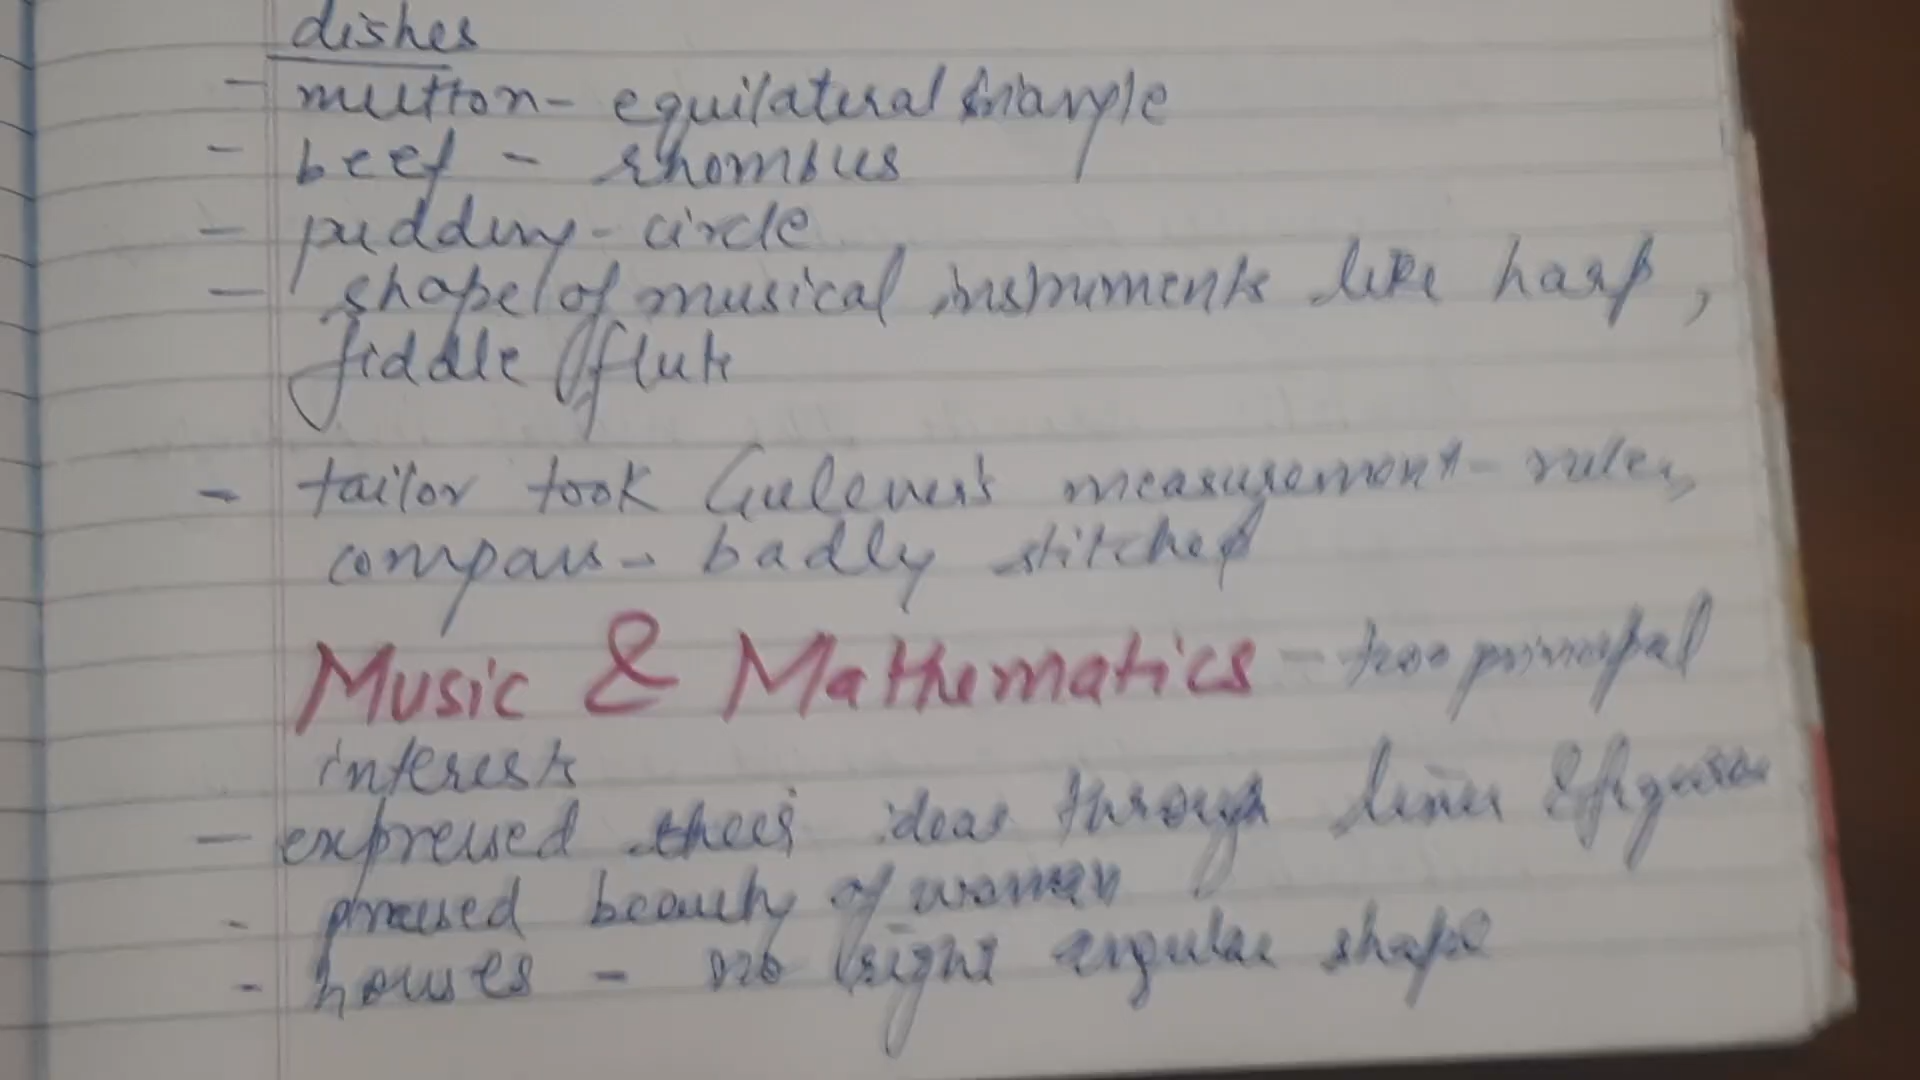 dishes
- mutton - equilateral triangle
- beef - rhombus
- pudding - circle
- shape of musical instruments like harp,
fiddle, flute
- tailor took Gulever's measurement - ruler,
compass - badly stitched
Music & Mathematics - two principal
interests
- expressed their ideas through lines & figures
- praised beauty of woman
- houses - no right angular shape